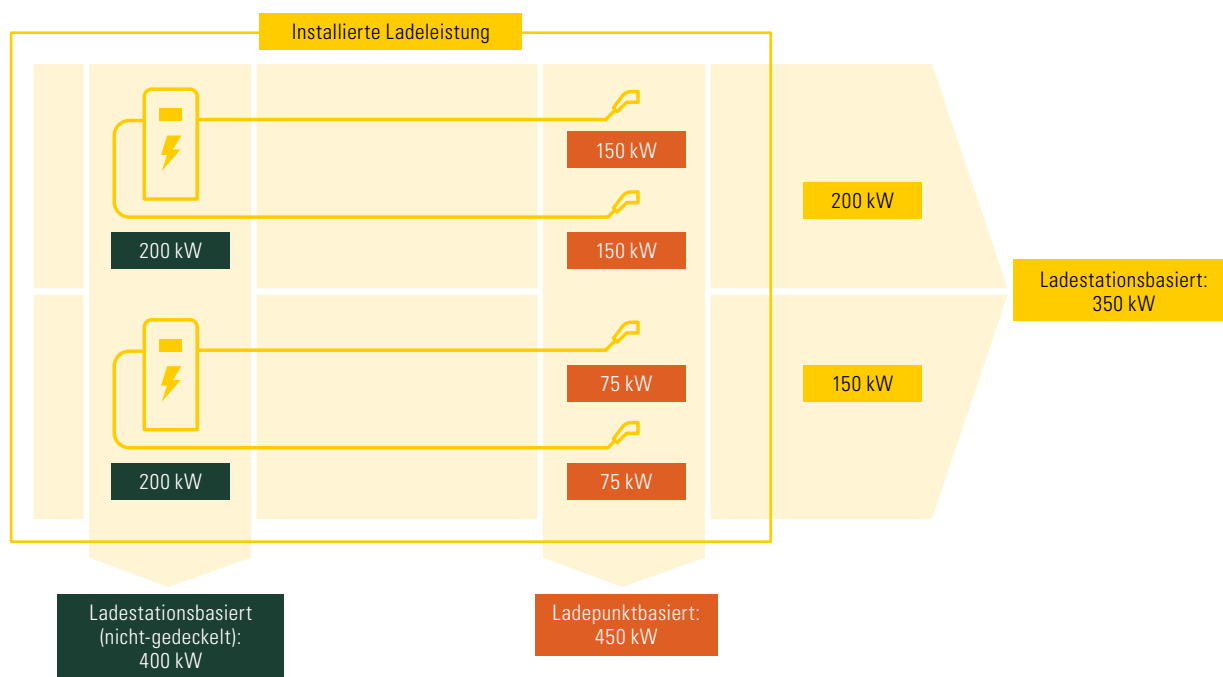 Installierte Ladeleistung
150 kW
200 kW
200 kW
150 kW
Ladestationsbasiert:
350 kW
75 kW
150 kW
200 kW
75 kW
Ladestationsbasiert
(nicht-gedeckelt):
400 kW
Ladepunktbasiert:
450 kW